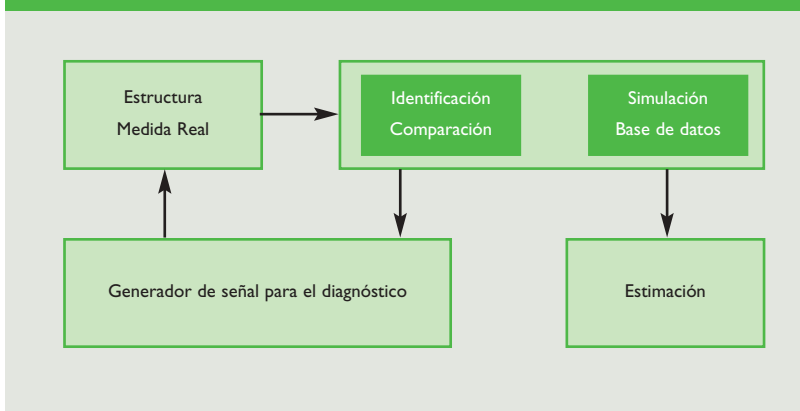 Estructura
Medida Real
Identificación
Comparación
Simulación
Base de datos
Generador de señal para el diagnóstico
Estimación